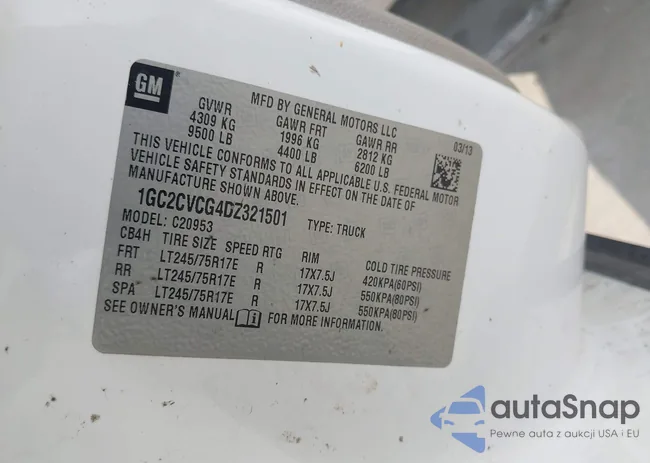 GM
MFD BY GENERAL MOTORS LLC
03/13
GVWR GAWR FRT GAWR RR
4309 KG 1996 KG 2812 KG
9500 LB 4400 LB 6200 LB
THIS VEHICLE CONFORMS TO ALL APPLICABLE U.S. FEDERAL MOTOR
VEHICLE SAFETY STANDARDS IN EFFECT ON THE DATE OF
MANUFACTURE SHOWN ABOVE.
1GC2CVCG4DZ321501 TYPE: TRUCK
MODEL: C20953
CB4H TIRE SIZE SPEED RTG RIM COLD TIRE PRESSURE
FRT LT245/75R17E R 17X7.5J 420KPA(60PSI)
RR LT245/75R17E R 17X7.5J 550KPA(80PSI)
SPA LT245/75R17E R 17X7.5J 550KPA(80PSI)
SEE OWNER'S MANUAL FOR MORE INFORMATION.
autaSnap
Pewne auta z aukcji USA i EU